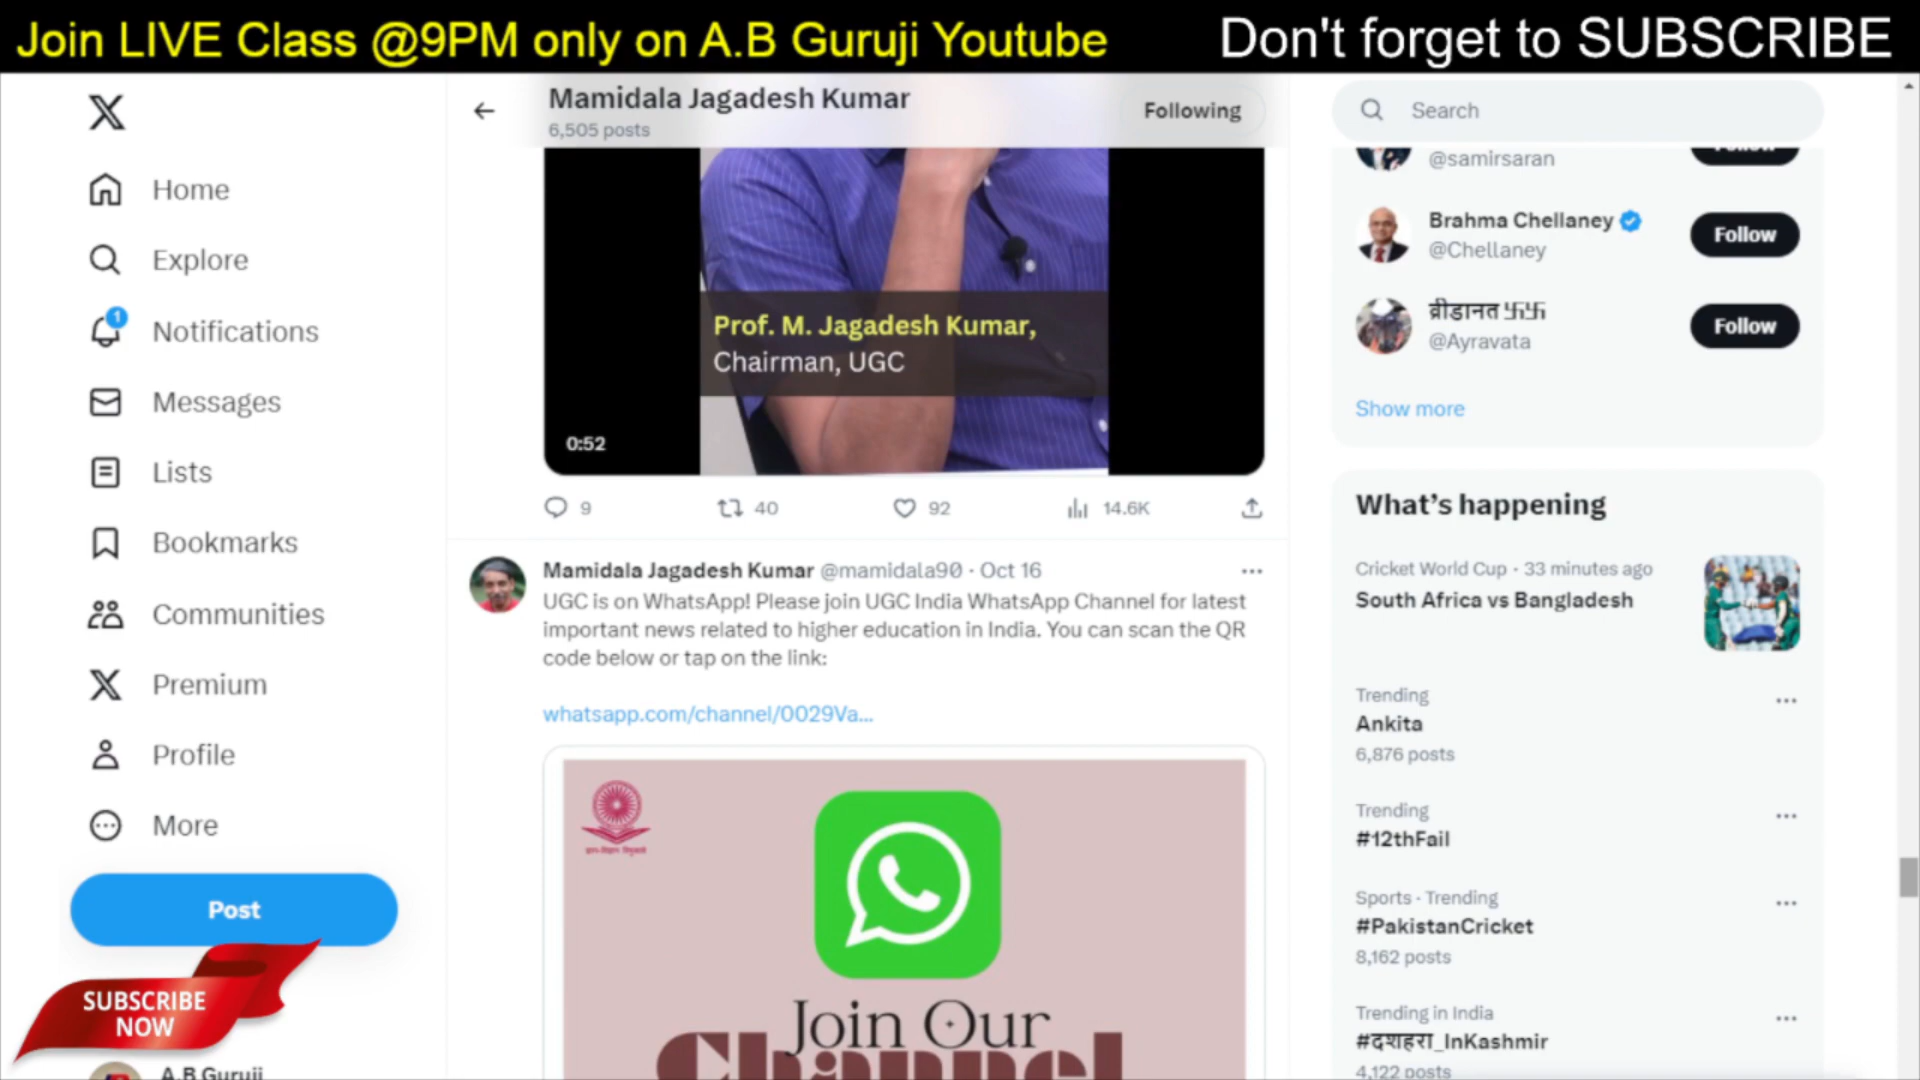 Join LIVE Class @9PM only on A.B Guruji Youtube
Don't forget to SUBSCRIBE
Home
Explore
1
Notifications
Messages
Lists
Bookmarks
Communities
Premium
Profile
More
Post
SUBSCRIBE
NOW
A.B Guruji
Mamidala Jagadesh Kumar
6,505 posts
Following
Prof. M. Jagadesh Kumar,
Chairman, UGC
0:52
9
40
92
14.6K
Mamidala Jagadesh Kumar @mamidala90 · Oct 16
UGC is on WhatsApp! Please join UGC India WhatsApp Channel for latest
important news related to higher education in India. You can scan the QR
code below or tap on the link:
whatsapp.com/channel/0029Va...
Join Our
Channel
Search
@samirsaran
Follow
Brahma Chellaney
@Chellaney
Follow
व्रीडानत 卐卐
@Ayravata
Follow
Show more
What's happening
Cricket World Cup · 33 minutes ago
South Africa vs Bangladesh
Trending
Ankita
6,876 posts
Trending
#12thFail
Sports · Trending
#PakistanCricket
8,162 posts
Trending in India
#दशहरा_InKashmir
4,122 posts